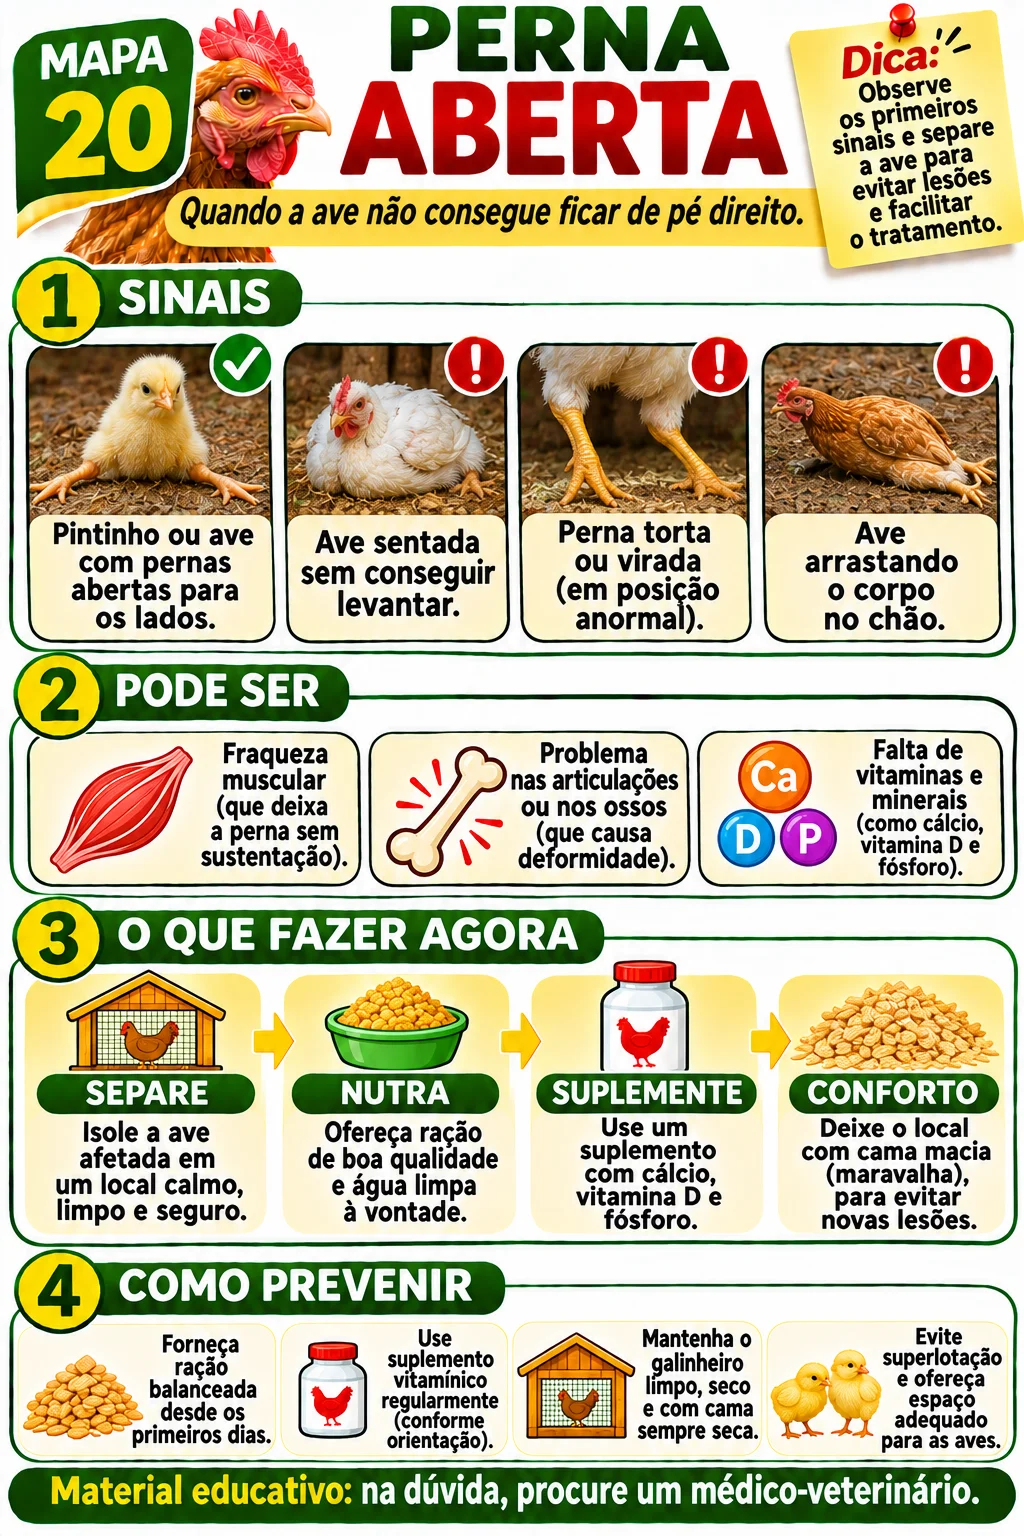 MAPA
20
PERNA
ABERTA
Quando a ave não consegue ficar de pé direito.
Dica:
Observe
os primeiros
sinais e separe
a ave para
evitar lesões
e facilitar
o tratamento.
1 SINAIS
Pintinho ou ave
com pernas
abertas para
os lados.
Ave sentada
sem conseguir
levantar.
Perna torta
ou virada
(em posição
anormal).
Ave
arrastando
o corpo
no chão.
2 PODE SER
Fraqueza
muscular
(que deixa
a perna sem
sustentação).
Problema
nas articulações
ou nos ossos
(que causa
deformidade).
Ca
D P
Falta de
vitaminas e
minerais
(como cálcio,
vitamina D e
fósforo).
3 O QUE FAZER AGORA
SEPARE
Isole a ave
afetada em
um local calmo,
limpo e seguro.
NUTRA
Ofereça ração
de boa qualidade
e água limpa
à vontade.
SUPLEMENTE
Use um
suplemento
com cálcio,
vitamina D e
fósforo.
CONFORTO
Deixe o local
com cama macia
(maravalha),
para evitar
novas lesões.
4 COMO PREVENIR
Forneça
ração
balanceada
desde os
primeiros dias.
Use
suplemento
vitamínico
regularmente
(conforme
orientação).
Mantenha o
galinheiro
limpo, seco
e com cama
sempre seca.
Evite
superlotação
e ofereça
espaço
adequado
para as aves.
Material educativo: na dúvida, procure um médico-veterinário.